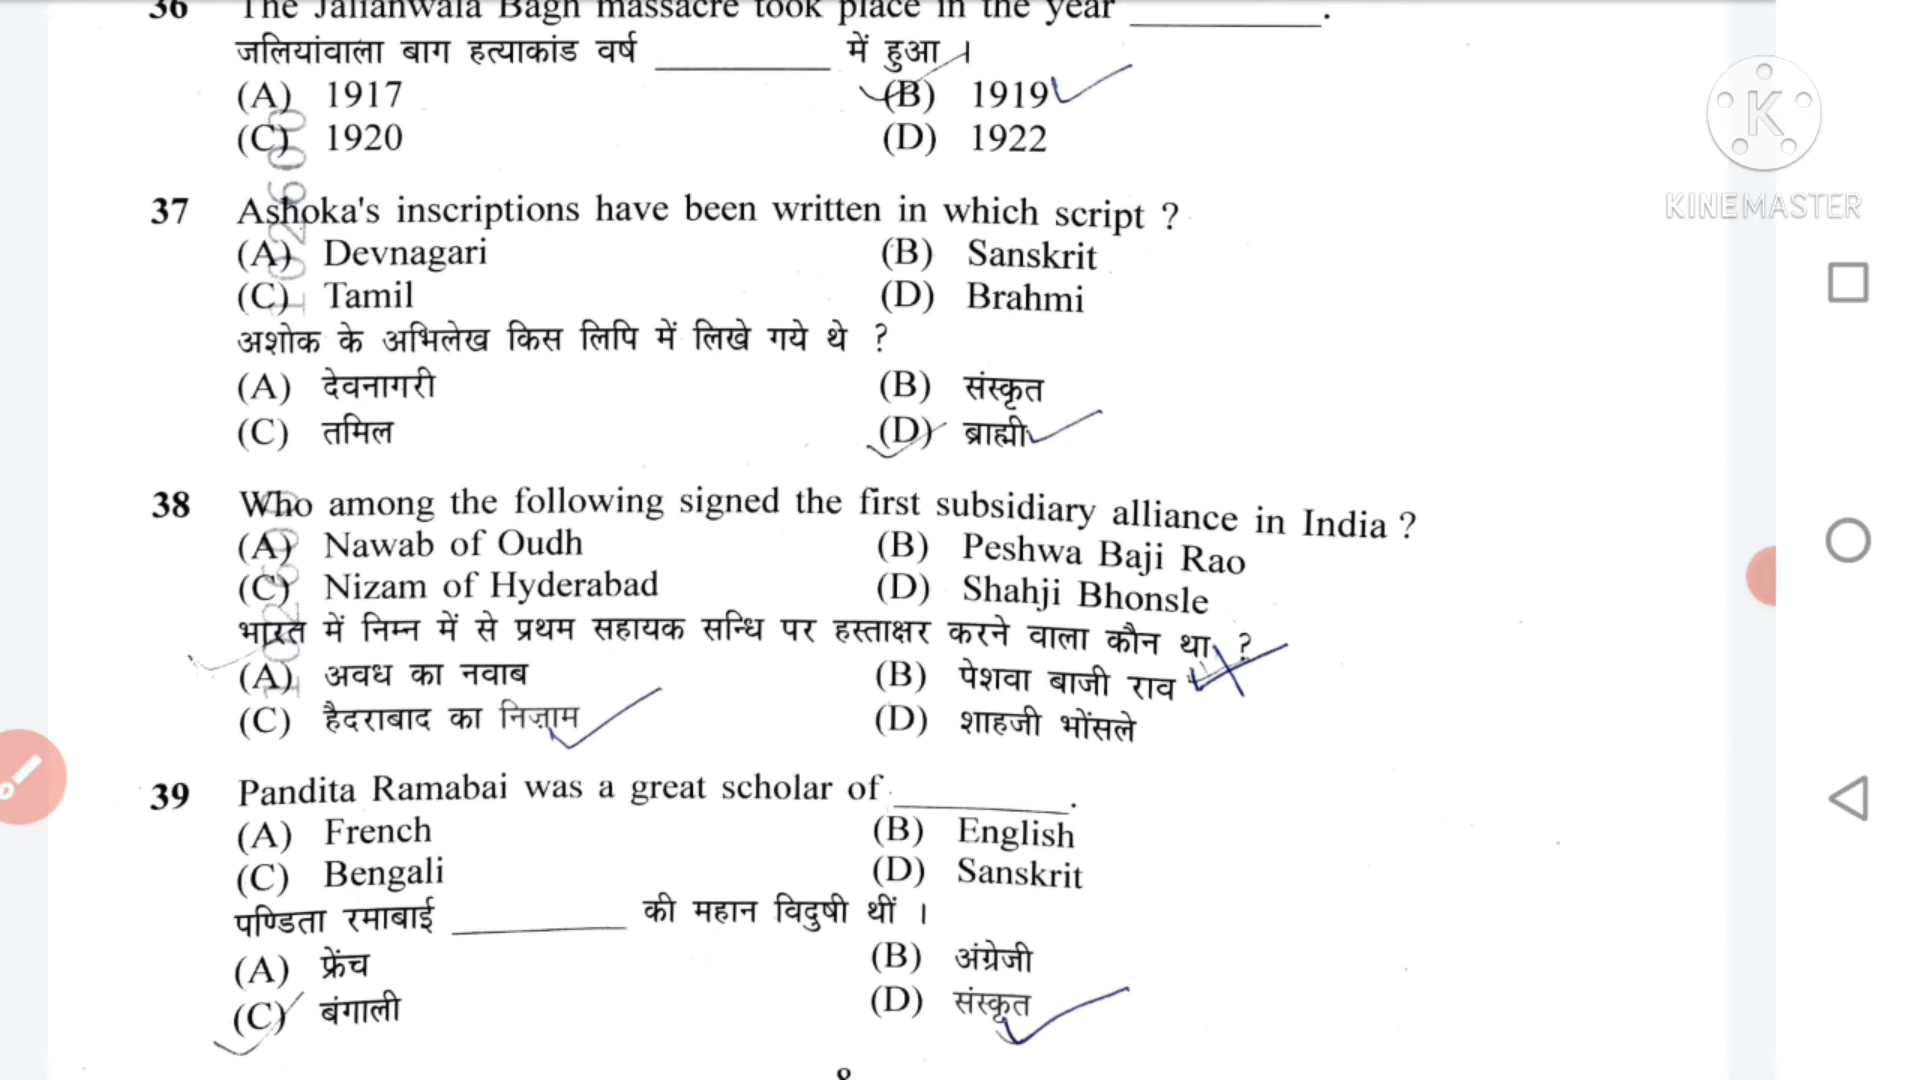 36 The Jallianwala Bagh massacre took place in the year ________.
जलियांवाला बाग हत्याकांड वर्ष ________ में हुआ ।
(A) 1917 (B) 1919
(C) 1920 (D) 1922
37 Ashoka's inscriptions have been written in which script ?
(A) Devnagari (B) Sanskrit
(C) Tamil (D) Brahmi
अशोक के अभिलेख किस लिपि में लिखे गये थे ?
(A) देवनागरी (B) संस्कृत
(C) तमिल (D) ब्राह्मी
38 Who among the following signed the first subsidiary alliance in India ?
(A) Nawab of Oudh (B) Peshwa Baji Rao
(C) Nizam of Hyderabad (D) Shahji Bhonsle
भारत में निम्न में से प्रथम सहायक सन्धि पर हस्ताक्षर करने वाला कौन था ?
(A) अवध का नवाब (B) पेशवा बाजी राव
(C) हैदराबाद का निज़ाम (D) शाहजी भोंसले
39 Pandita Ramabai was a great scholar of ________.
(A) French (B) English
(C) Bengali (D) Sanskrit
पण्डिता रमाबाई ________ की महान विदुषी थीं ।
(A) फ्रेंच (B) अंग्रेजी
(C) बंगाली (D) संस्कृत
8
K
KINEMASTER